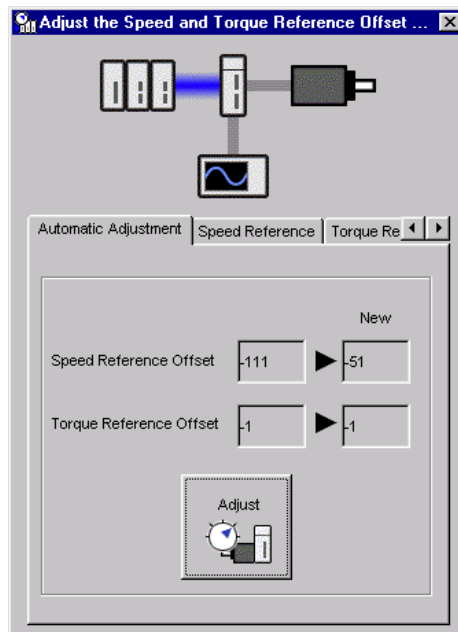 Adjust the Speed and Torque Reference Offset ...
Automatic Adjustment
Speed Reference
Torque Re
New
Speed Reference Offset
-111
-51
Torque Reference Offset
-1
-1
Adjust